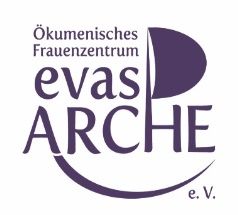 Ökumenisches
Frauenzentrum
evas
ARCHE
e. V.